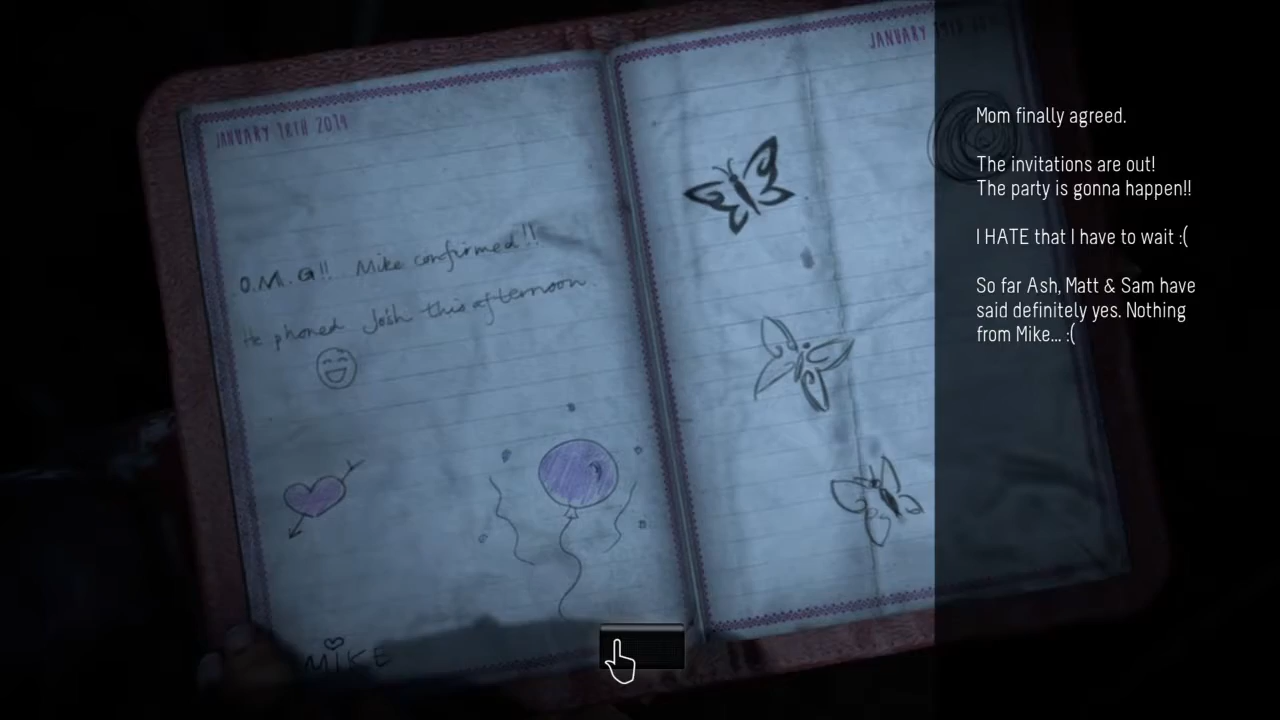 JANUARY 18TH 2014
O.M.G!! Mike confirmed!!
He phoned Josh this afternoon.
MIKE
JANUARY 19TH
Mom finally agreed.
The invitations are out!
The party is gonna happen!!
I HATE that I have to wait :(
So far Ash, Matt & Sam have
said definitely yes. Nothing
from Mike... :(